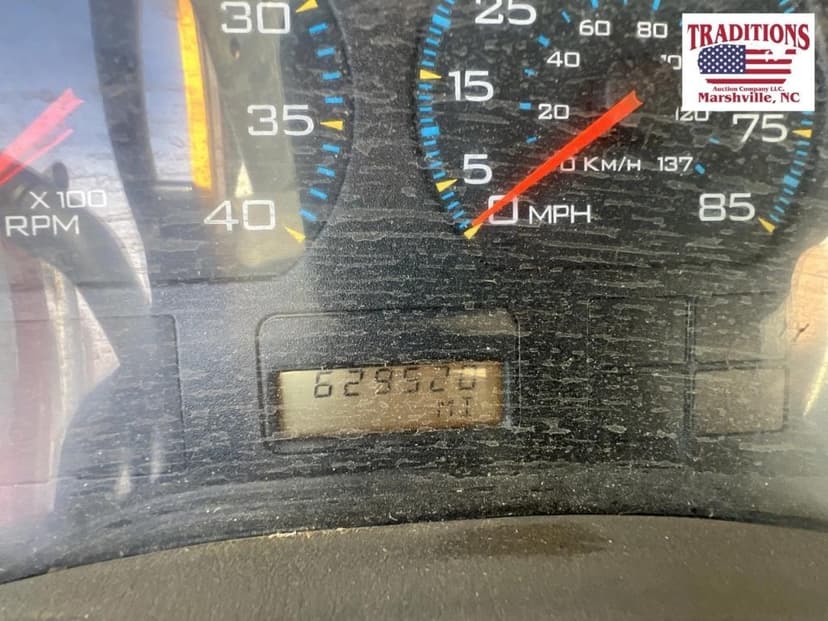 30
35
40
X 100
RPM
25
15
5
0 MPH
60 80
40
20
120
0 KM/H 137
75
85
629520
MI
TRADITIONS
Auction Company LLC.
Marshville, NC